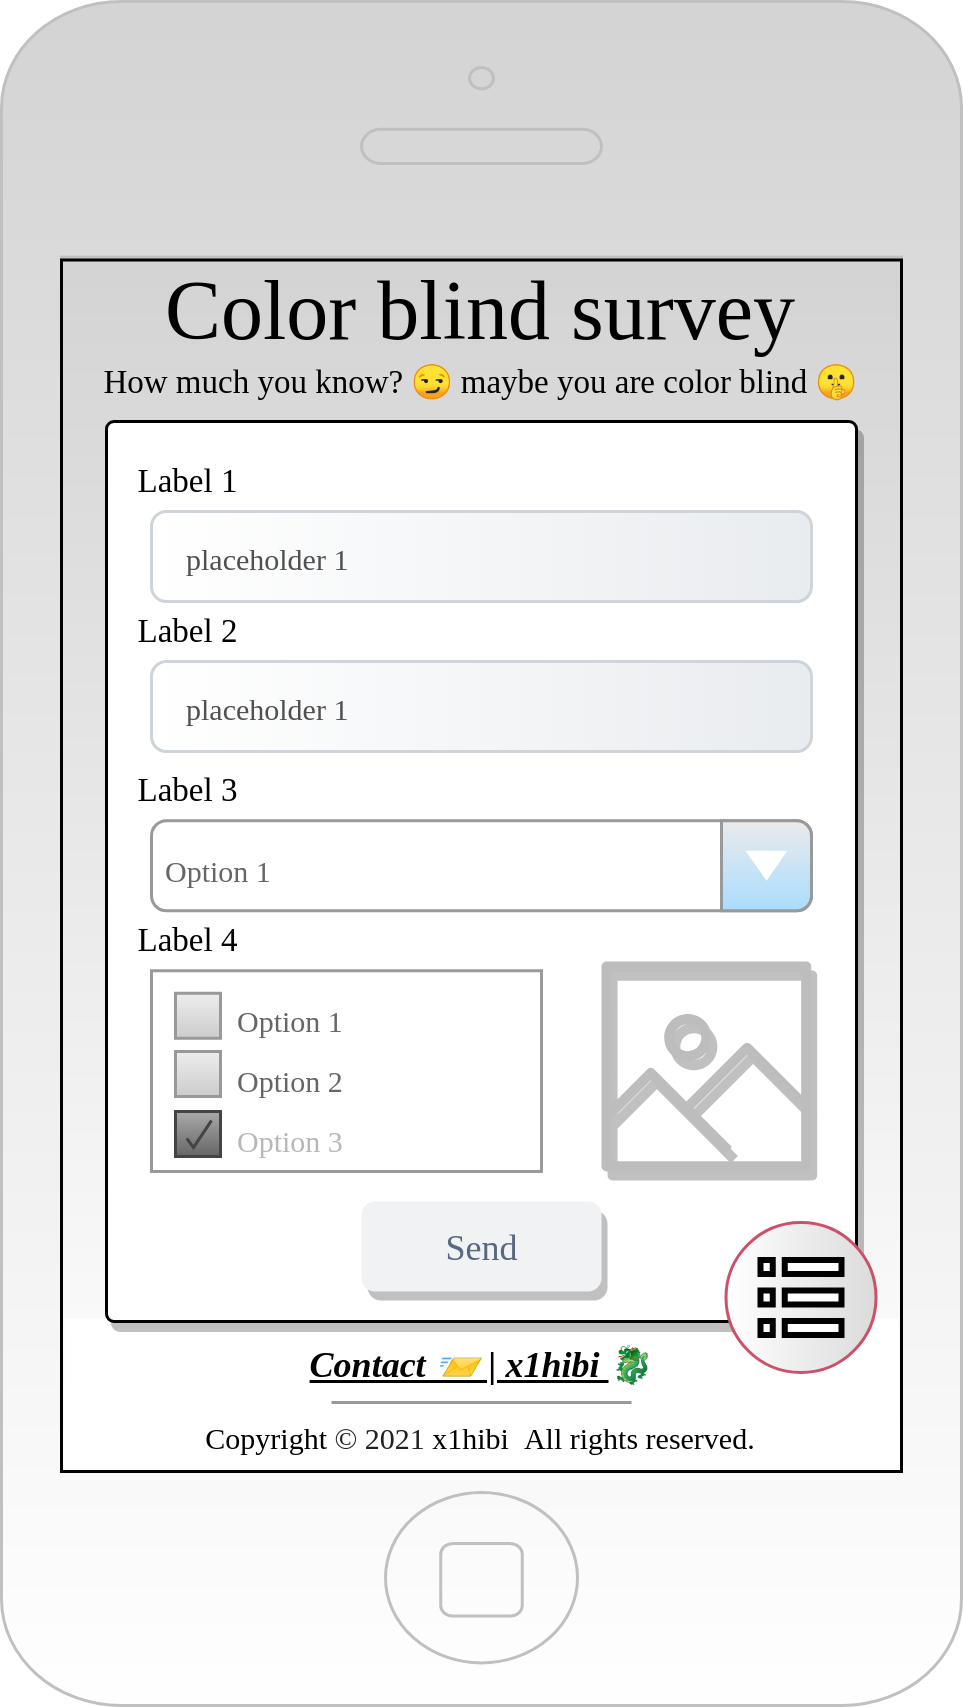 Color blind survey
How much you know? 😏 maybe you are color blind 🤫
Label 1
placeholder 1
Label 2
placeholder 1
Label 3
Option 1
Label 4
Option 1
Option 2
Option 3
Send
Contact 📨 | x1hibi 🐉
Copyright © 2021 x1hibi  All rights reserved.